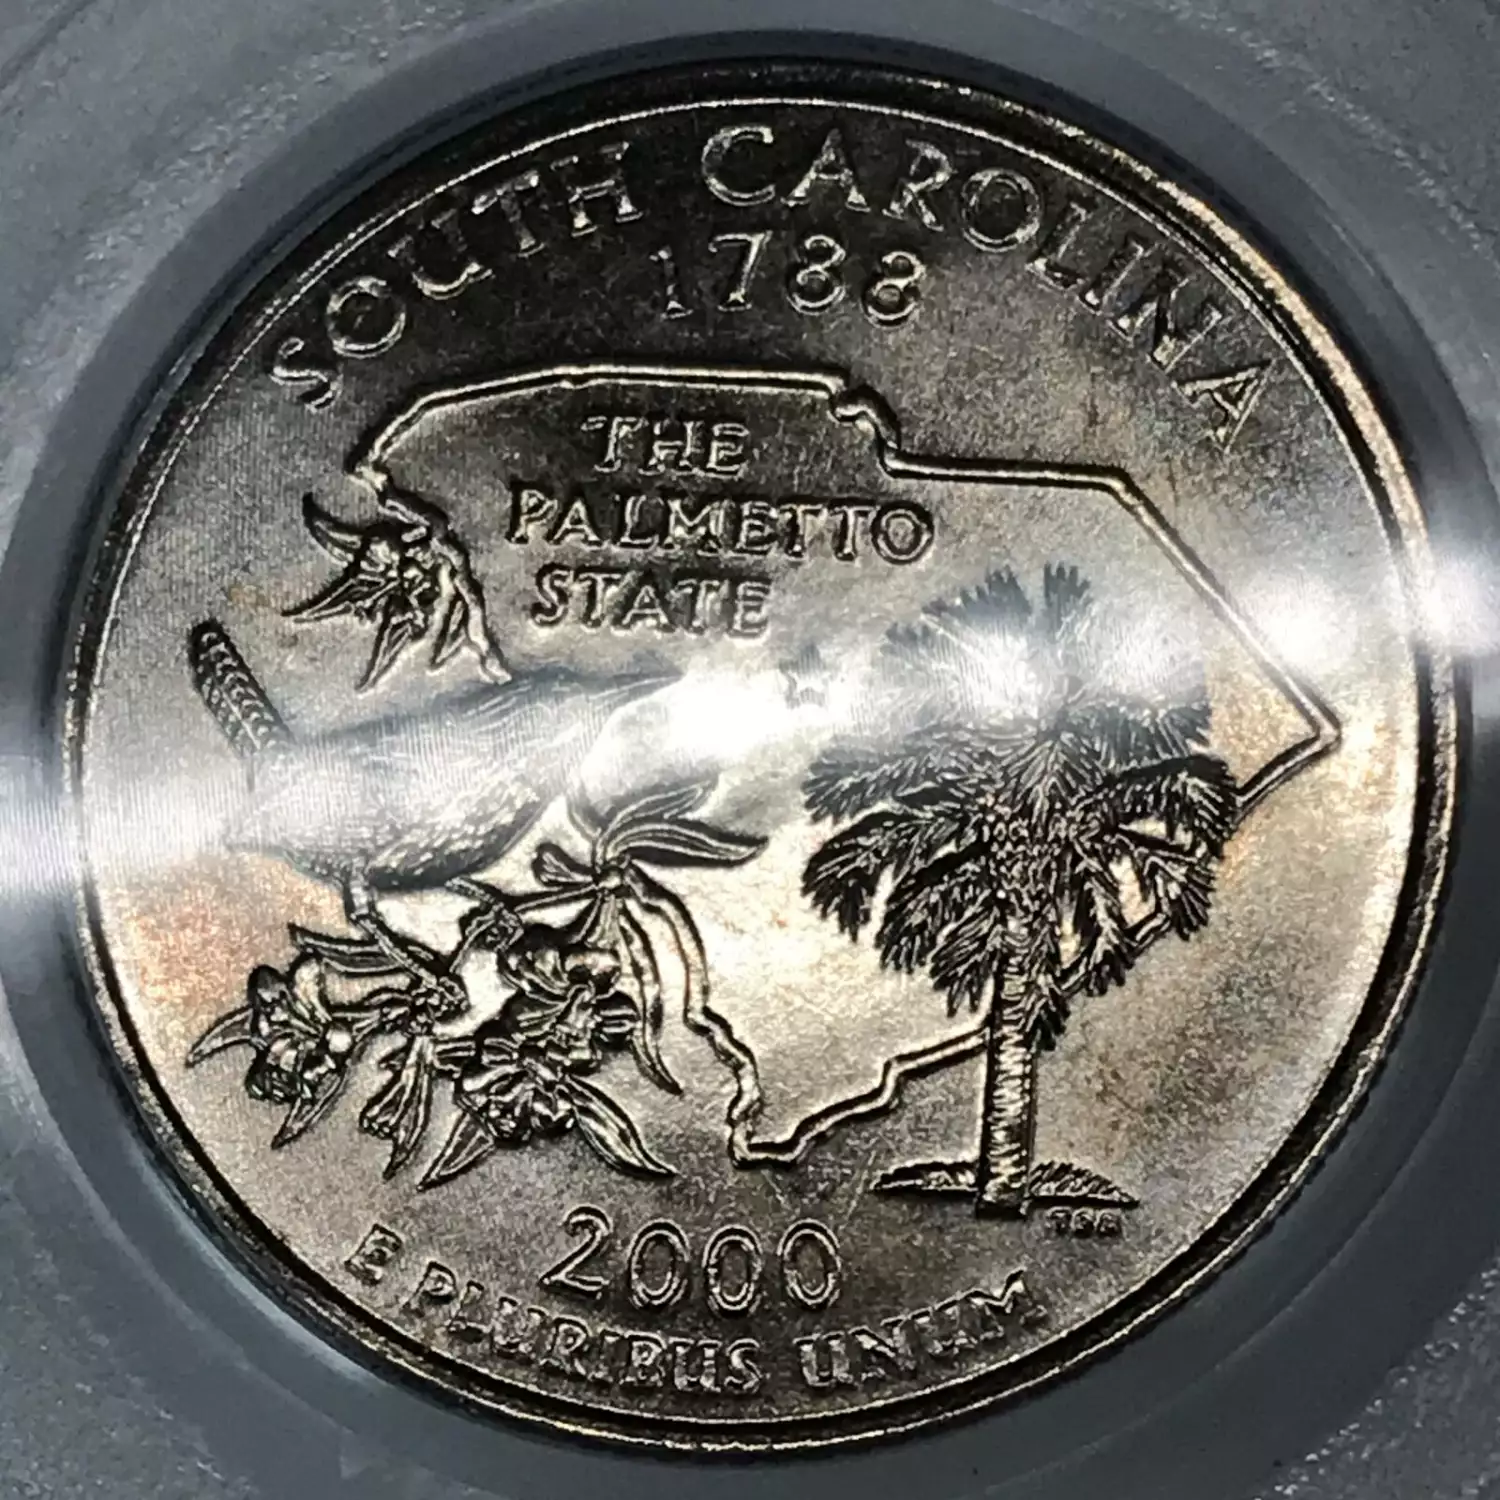 SOUTH CAROLINA
1788
THE
PALMETTO
STATE
2000
E PLURIBUS UNUM